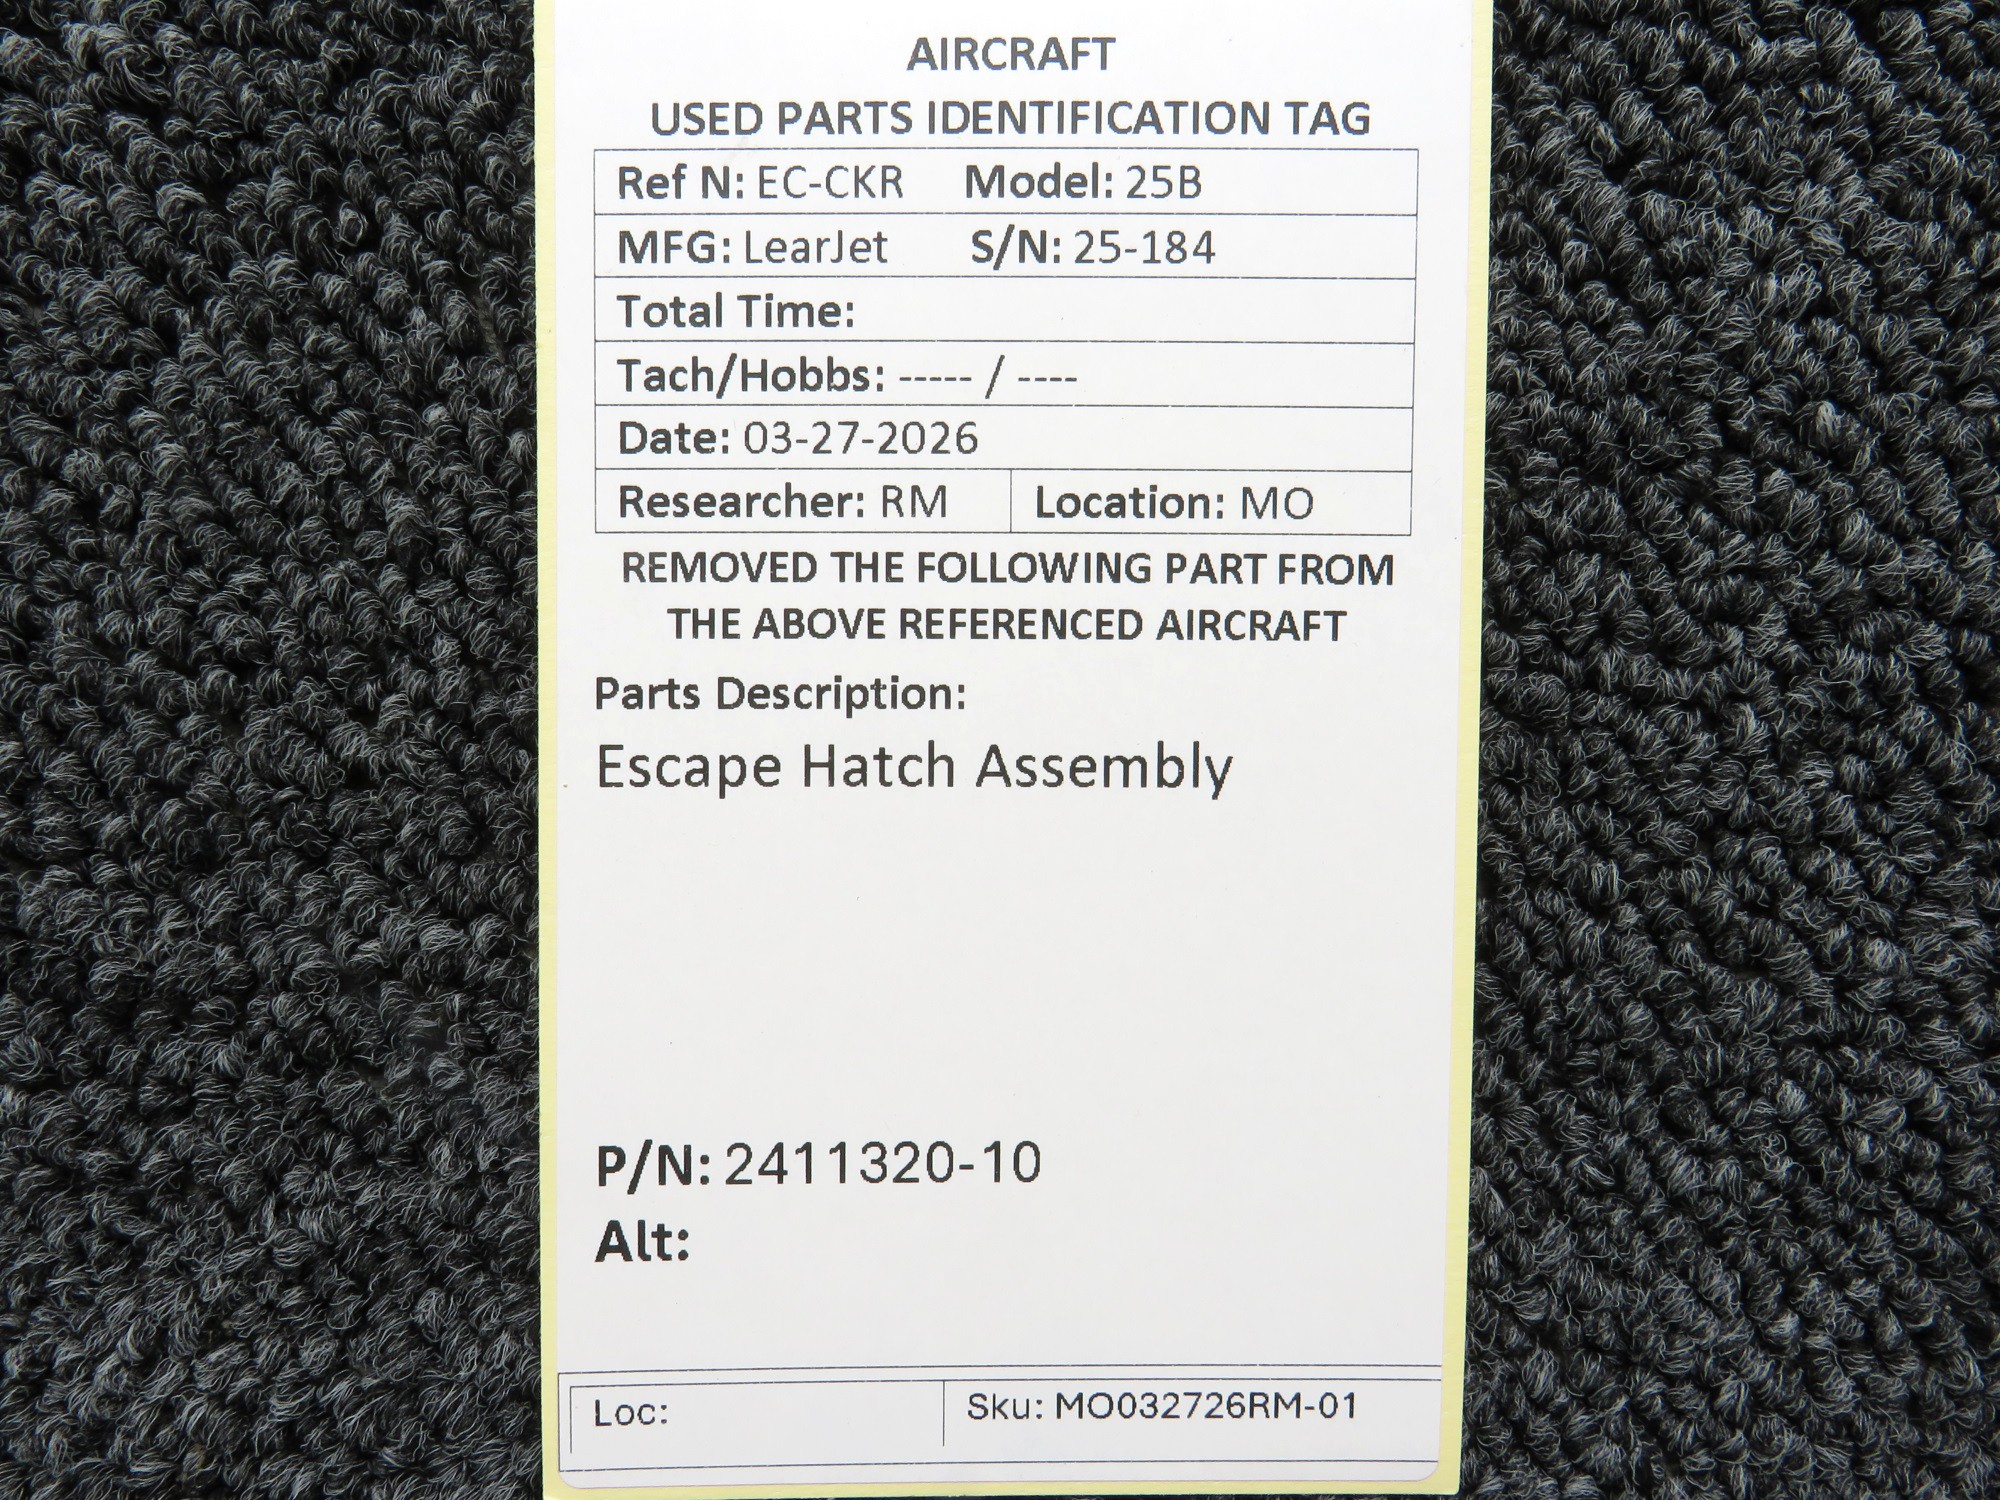 AIRCRAFT
USED PARTS IDENTIFICATION TAG
Ref N: EC-CKR Model: 25B
MFG: LearJet S/N: 25-184
Total Time:
Tach/Hobbs: ----- / ----
Date: 03-27-2026
Researcher: RM Location: MO
REMOVED THE FOLLOWING PART FROM
THE ABOVE REFERENCED AIRCRAFT
Parts Description:
Escape Hatch Assembly
P/N: 2411320-10
Alt:
Loc: Sku: MO032726RM-01